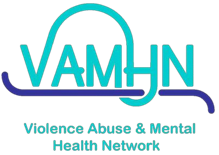 VAMHN
Violence Abuse & Mental
Health Network